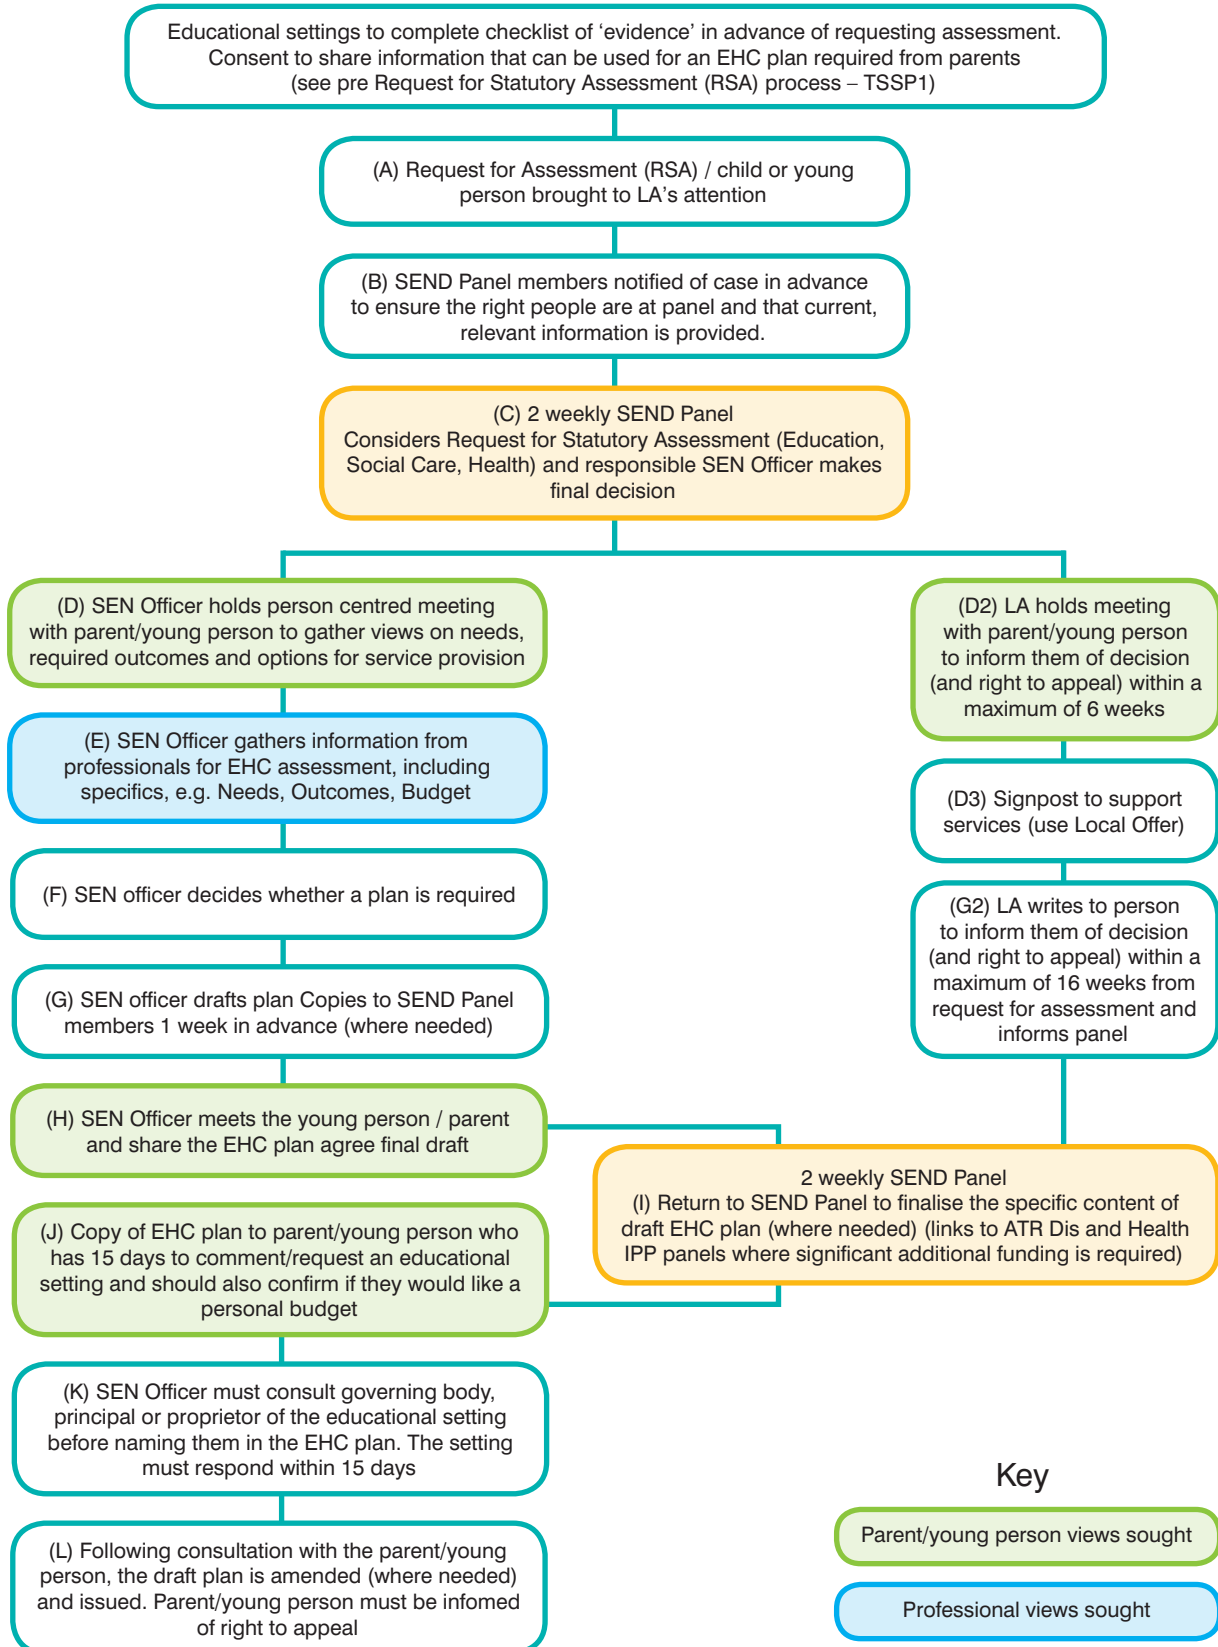 Educational settings to complete checklist of ‘evidence’ in advance of requesting assessment.
Consent to share information that can be used for an EHC plan required from parents
(see pre Request for Statutory Assessment (RSA) process – TSSP1)
(A) Request for Assessment (RSA) / child or young
person brought to LA’s attention
(B) SEND Panel members notified of case in advance
to ensure the right people are at panel and that current,
relevant information is provided.
(C) 2 weekly SEND Panel
Considers Request for Statutory Assessment (Education,
Social Care, Health) and responsible SEN Officer makes
final decision
(D) SEN Officer holds person centred meeting
with parent/young person to gather views on needs,
required outcomes and options for service provision
(E) SEN Officer gathers information from
professionals for EHC assessment, including
specifics, e.g. Needs, Outcomes, Budget
(F) SEN officer decides whether a plan is required
(G) SEN officer drafts plan Copies to SEND Panel
members 1 week in advance (where needed)
(H) SEN Officer meets the young person / parent
and share the EHC plan agree final draft
(D2) LA holds meeting
with parent/young person
to inform them of decision
(and right to appeal) within a
maximum of 6 weeks
(D3) Signpost to support
services (use Local Offer)
(G2) LA writes to person
to inform them of decision
(and right to appeal) within a
maximum of 16 weeks from
request for assessment and
informs panel
2 weekly SEND Panel
(I) Return to SEND Panel to finalise the specific content of
draft EHC plan (where needed) (links to ATR Dis and Health
IPP panels where significant additional funding is required)
(J) Copy of EHC plan to parent/young person who
has 15 days to comment/request an educational
setting and should also confirm if they would like a
personal budget
(K) SEN Officer must consult governing body,
principal or proprietor of the educational setting
before naming them in the EHC plan. The setting
must respond within 15 days
(L) Following consultation with the parent/young
person, the draft plan is amended (where needed)
and issued. Parent/young person must be infomed
of right to appeal
Key
Parent/young person views sought
Professional views sought